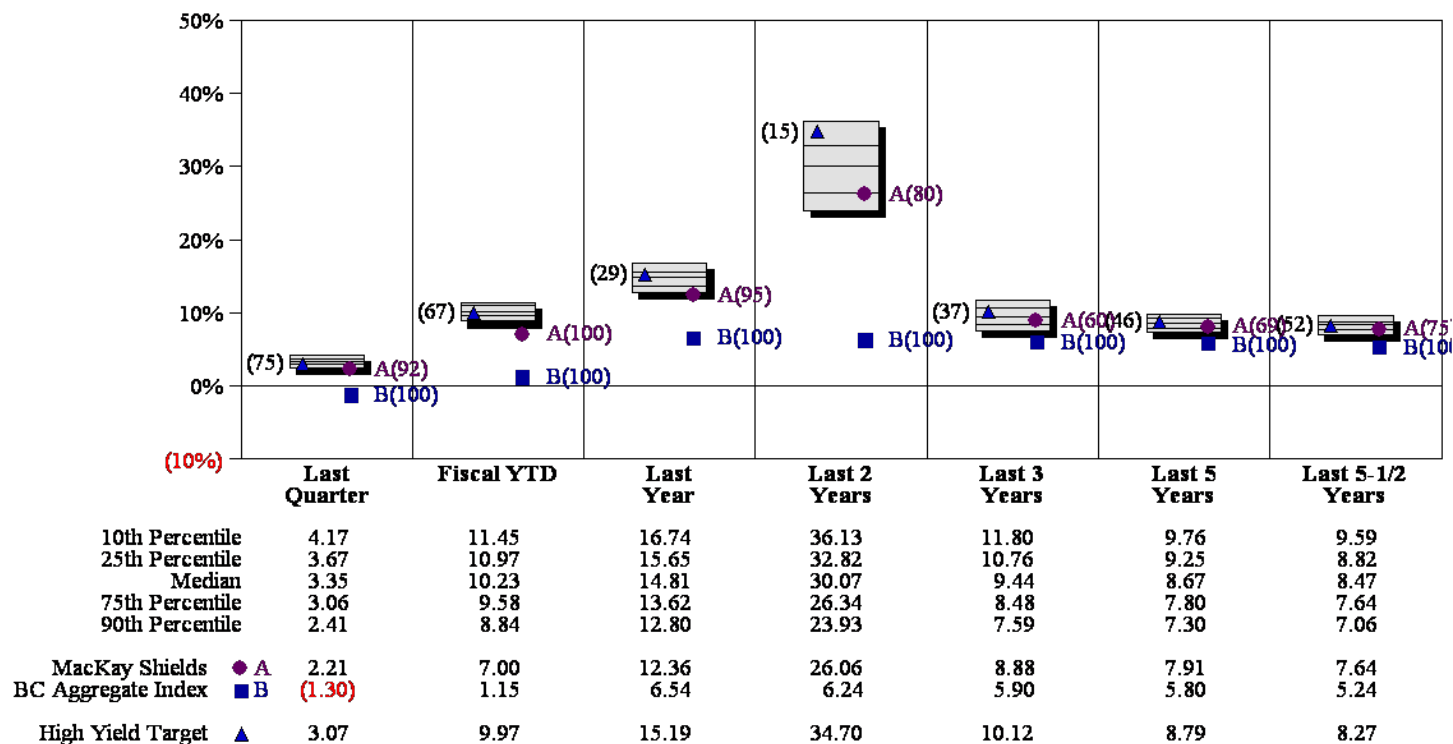 50%
40%
30%
20%
10%
0%
(10%)
(75)
A(92)
B(100)
(67)
A(100)
B(100)
(29)
A(95)
B(100)
(15)
A(80)
B(100)
(37)
A(60)
B(100)
(46)
A(69)
B(100)
(52)
A(75
B(100
Last Quarter Fiscal YTD Last Year Last 2 Years Last 3 Years Last 5 Years Last 5-1/2 Years
10th Percentile 4.17 11.45 16.74 36.13 11.80 9.76 9.59
25th Percentile 3.67 10.97 15.65 32.82 10.76 9.25 8.82
Median 3.35 10.23 14.81 30.07 9.44 8.67 8.47
75th Percentile 3.06 9.58 13.62 26.34 8.48 7.80 7.64
90th Percentile 2.41 8.84 12.80 23.93 7.59 7.30 7.06
MacKay Shields A 2.21 7.00 12.36 26.06 8.88 7.91 7.64
BC Aggregate Index B (1.30) 1.15 6.54 6.24 5.90 5.80 5.24
High Yield Target 3.07 9.97 15.19 34.70 10.12 8.79 8.27